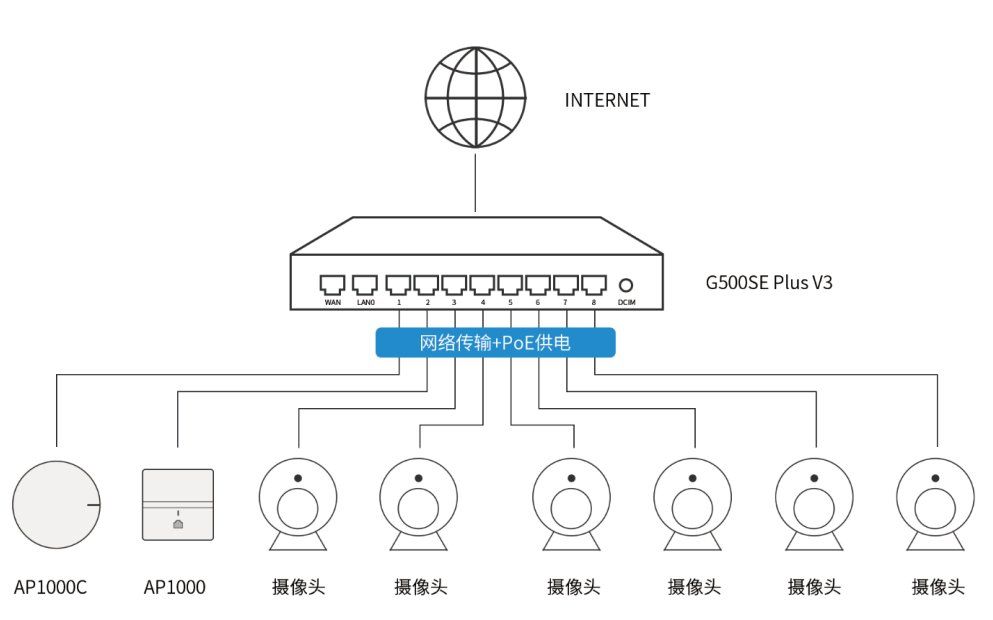 INTERNET
G500SE Plus V3
WAN LAN0 1 2 3 4 5 6 7 8 DCIM
网络传输+PoE供电
AP1000C AP1000 摄像头 摄像头 摄像头 摄像头 摄像头 摄像头